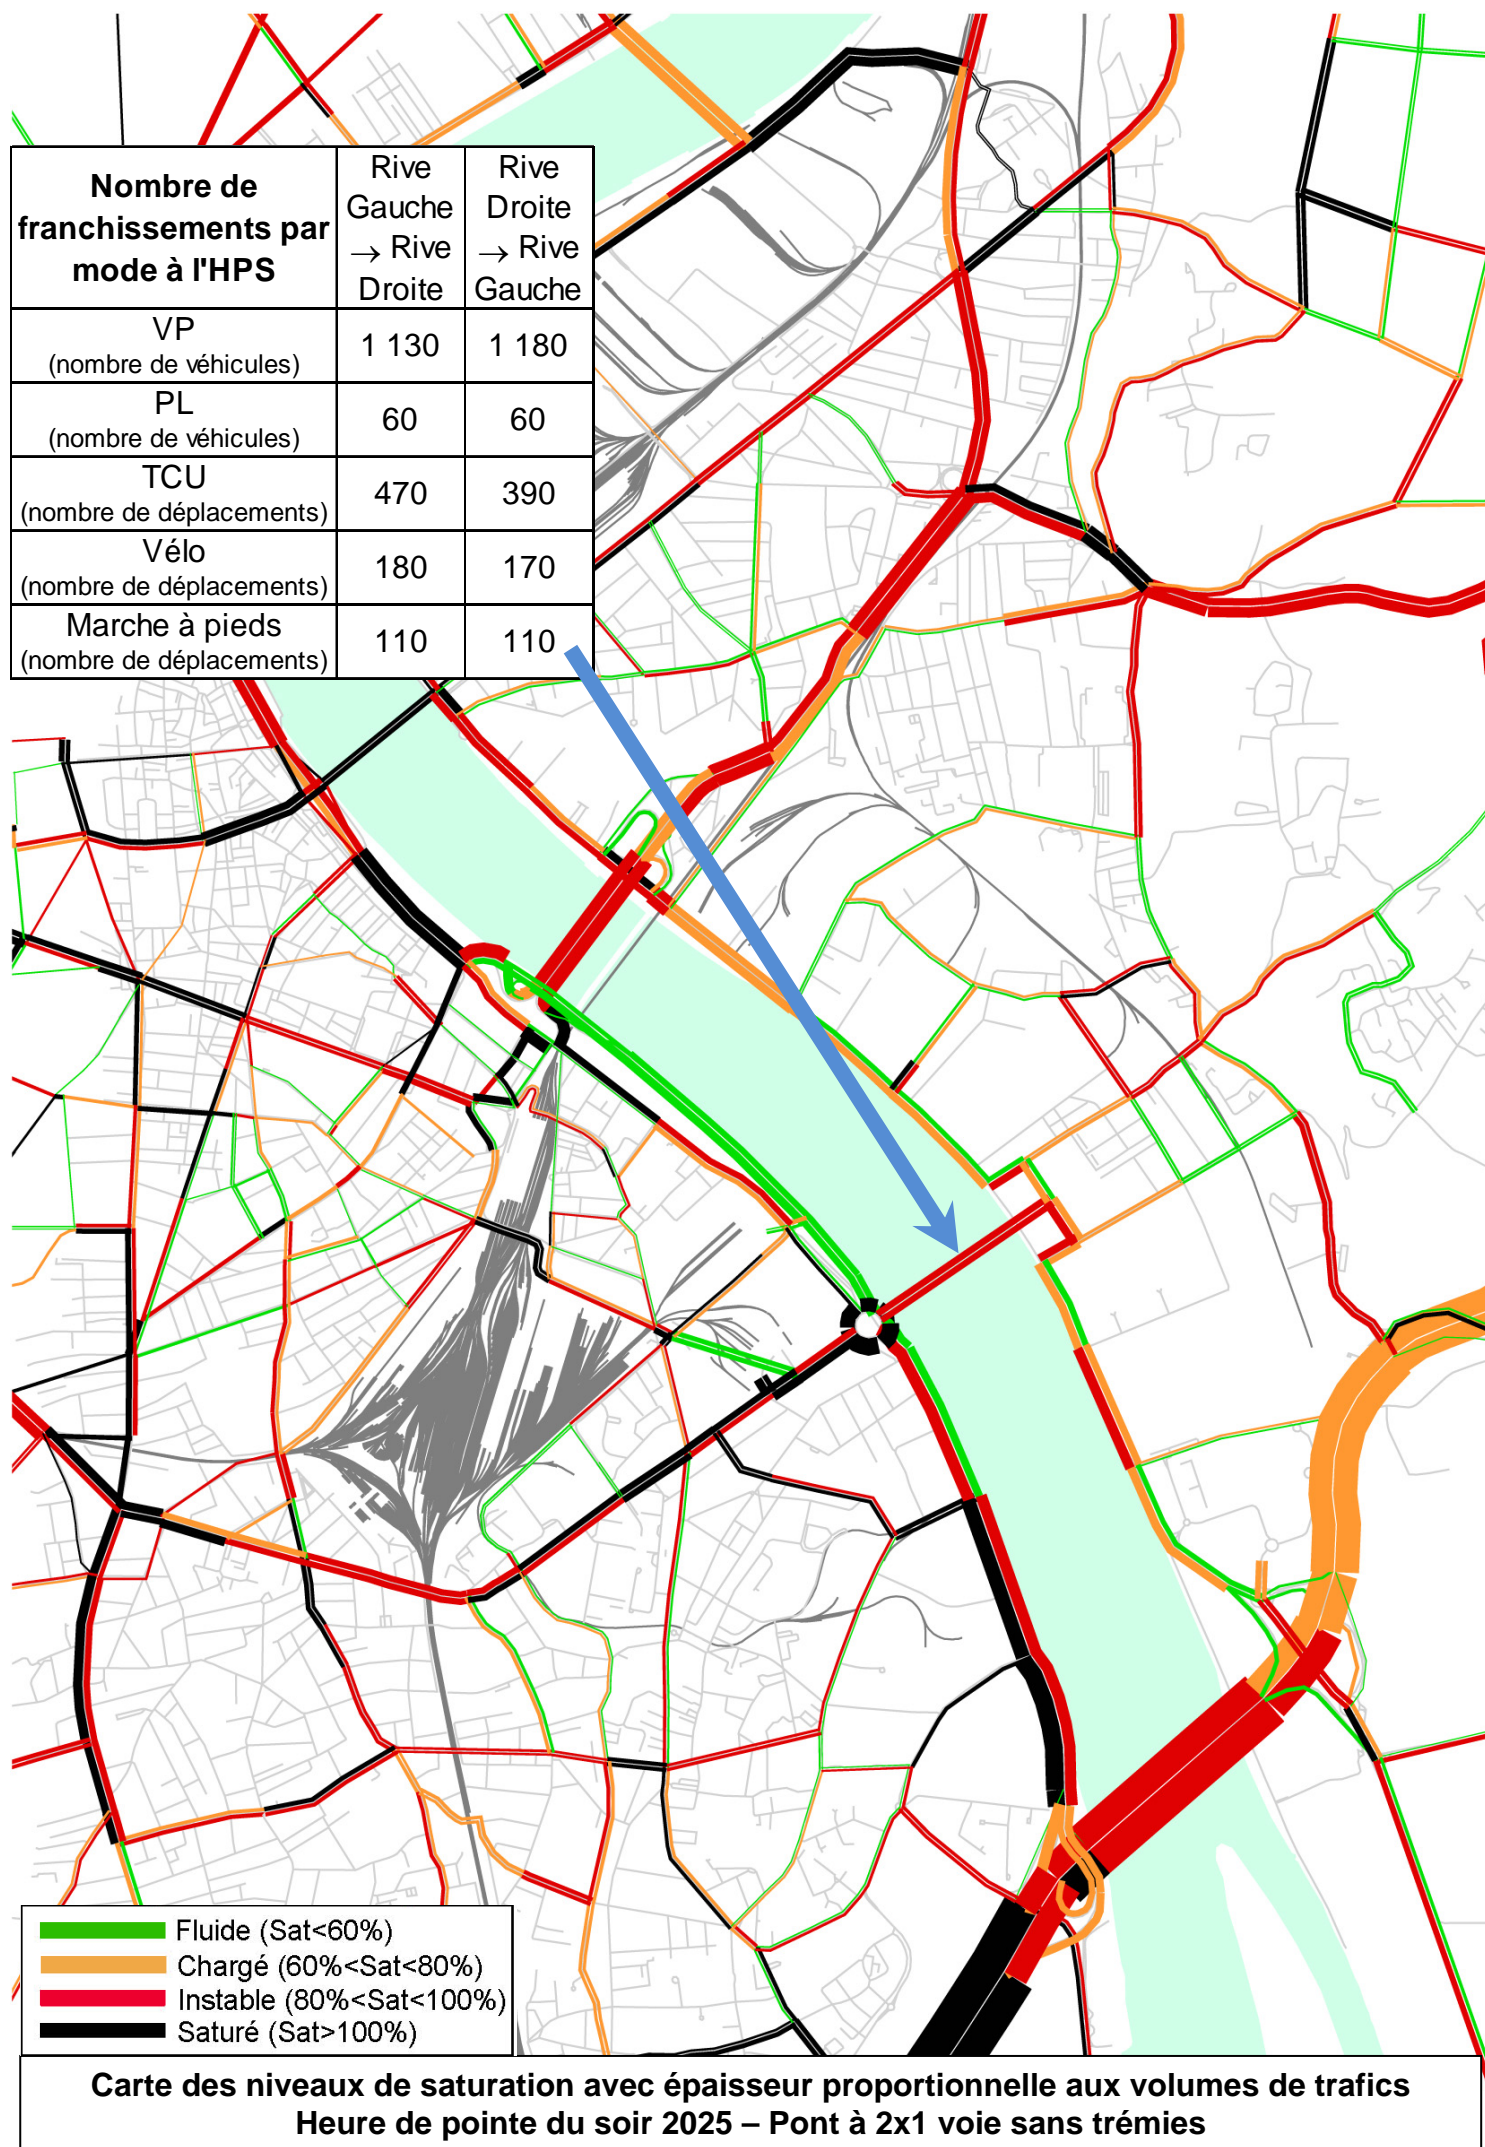 Nombre de
franchissements par
mode à l'HPS
Rive
Gauche
→ Rive
Droite
Rive
Droite
→ Rive
Gauche
VP
(nombre de véhicules)
1 130
1 180
PL
(nombre de véhicules)
60
60
TCU
(nombre de déplacements)
470
390
Vélo
(nombre de déplacements)
180
170
Marche à pieds
(nombre de déplacements)
110
110
Fluide (Sat<60%)
Chargé (60%<Sat<80%)
Instable (80%<Sat<100%)
Saturé (Sat>100%)
Carte des niveaux de saturation avec épaisseur proportionnelle aux volumes de trafics
Heure de pointe du soir 2025 – Pont à 2x1 voie sans trémies